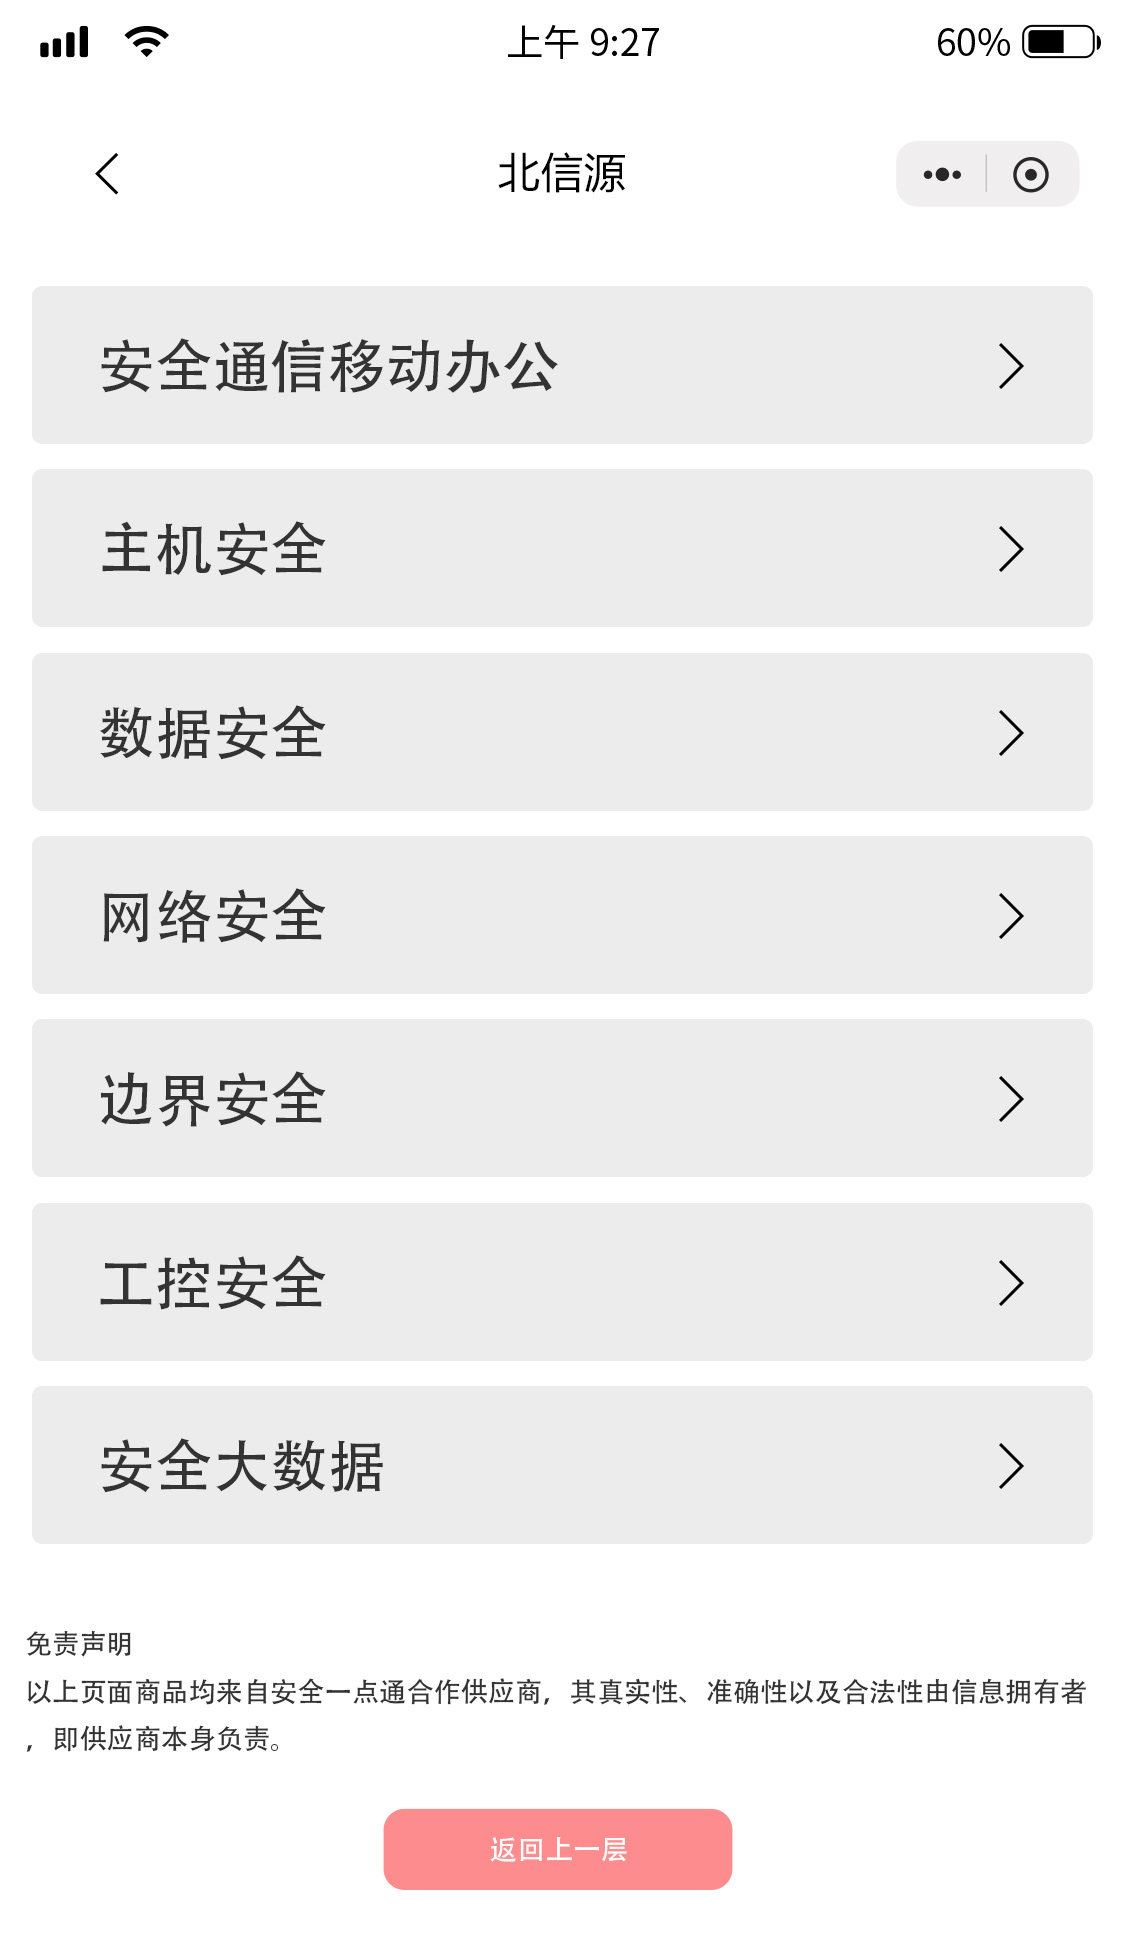 上午 9:27
60%
北信源
安全通信移动办公
主机安全
数据安全
网络安全
边界安全
工控安全
安全大数据
免责声明
以上页面商品均来自安全一点通合作供应商，其真实性、准确性以及合法性由信息拥有者
，即供应商本身负责。
返回上一层